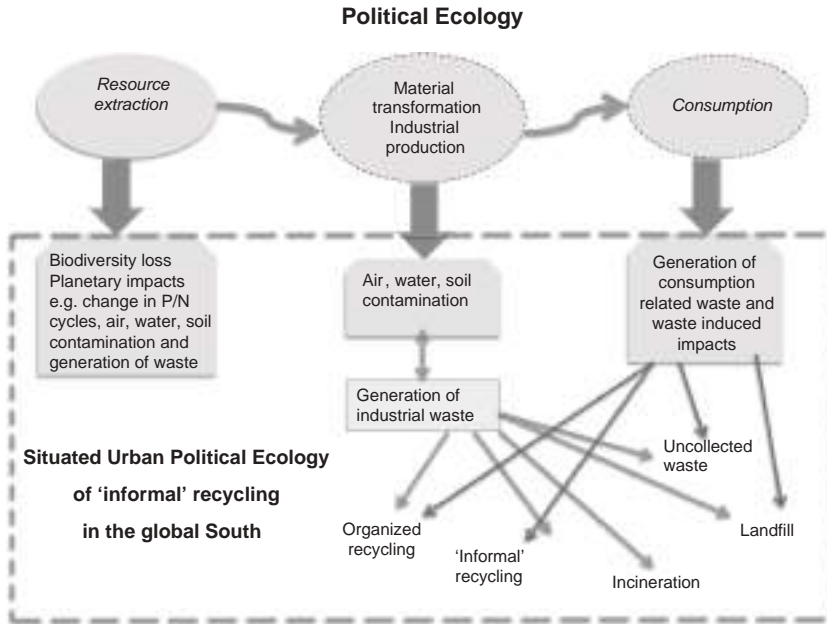 Political Ecology
Resource
extraction
Material
transformation
Industrial
production
Consumption
Biodiversity loss
Planetary impacts
e.g. change in P/N
cycles, air, water, soil
contamination and
generation of waste
Air, water, soil
contamination
Generation of
consumption
related waste and
waste induced
impacts
Generation of
industrial waste
Situated Urban Political Ecology
of ‘informal’ recycling
in the global South
Uncollected
waste
Organized
recycling
‘Informal’
recycling
Incineration
Landfill